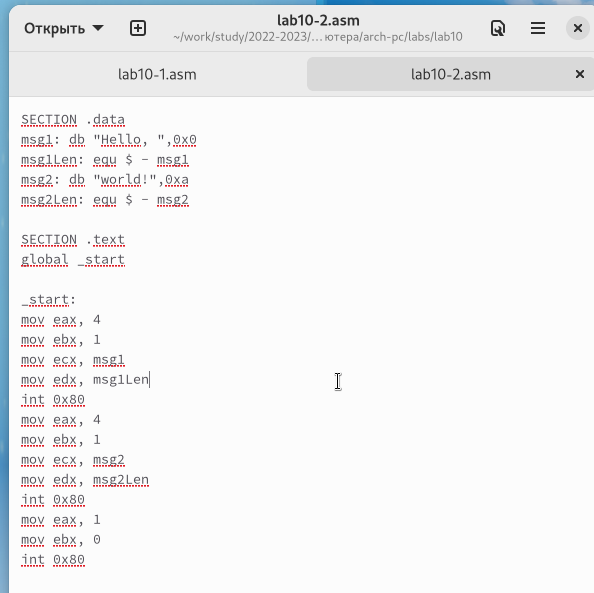 Открыть
lab10-2.asm
~/work/study/2022-2023/…ютера/arch-pc/labs/lab10
lab10-1.asm
lab10-2.asm
SECTION .data
msg1: db "Hello, ",0x0
msg1Len: equ $ - msg1
msg2: db "world!",0xa
msg2Len: equ $ - msg2
SECTION .text
global _start
_start:
mov eax, 4
mov ebx, 1
mov ecx, msg1
mov edx, msg1Len
int 0x80
mov eax, 4
mov ebx, 1
mov ecx, msg2
mov edx, msg2Len
int 0x80
mov eax, 1
mov ebx, 0
int 0x80